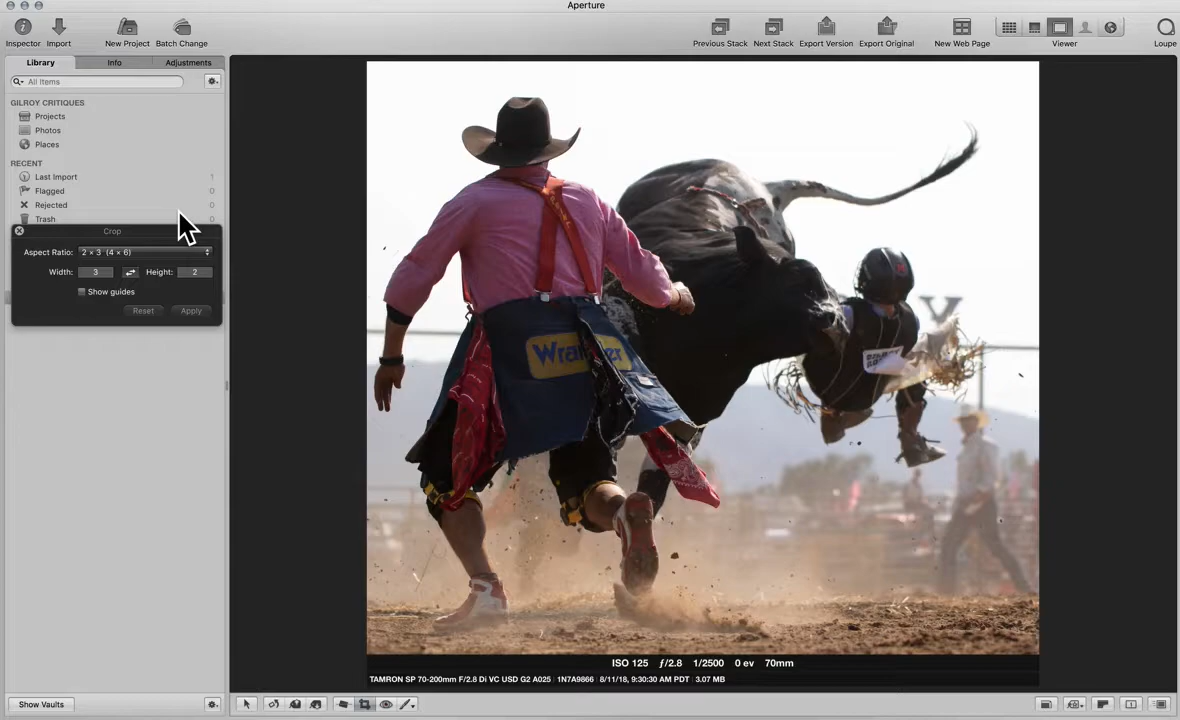 Aperture
Inspector Import New Project Batch Change Previous Stack Next Stack Export Version Export Original New Web Page Viewer Loupe
Library Info Adjustments
All Items
GILROY CRITIQUES
Projects
Photos
Places
RECENT
Last Import 1
Flagged 0
Rejected 0
Trash 0
Crop
Aspect Ratio: 2 × 3 (4 × 6)
Width: 3 Height: 2
Show guides
Reset Apply
Wrangler
ISO 125 ƒ/2.8 1/2500 0 ev 70mm
TAMRON SP 70-200mm F/2.8 Di VC USD G2 A025 1N7A9866 8/11/18, 9:30:30 AM PDT 3.07 MB
Show Vaults